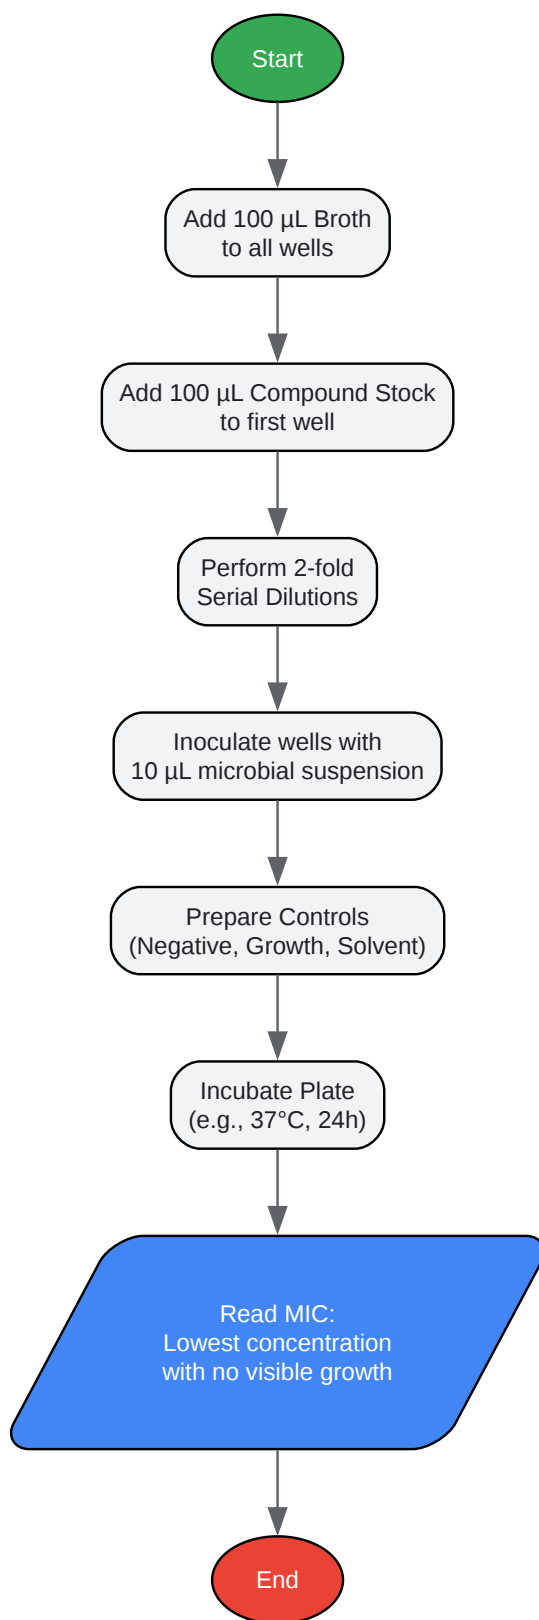 Start
Add 100 µL Broth
to all wells
Add 100 µL Compound Stock
to first well
Perform 2-fold
Serial Dilutions
Inoculate wells with
10 µL microbial suspension
Prepare Controls
(Negative, Growth, Solvent)
Incubate Plate
(e.g., 37°C, 24h)
Read MIC:
Lowest concentration
with no visible growth
End